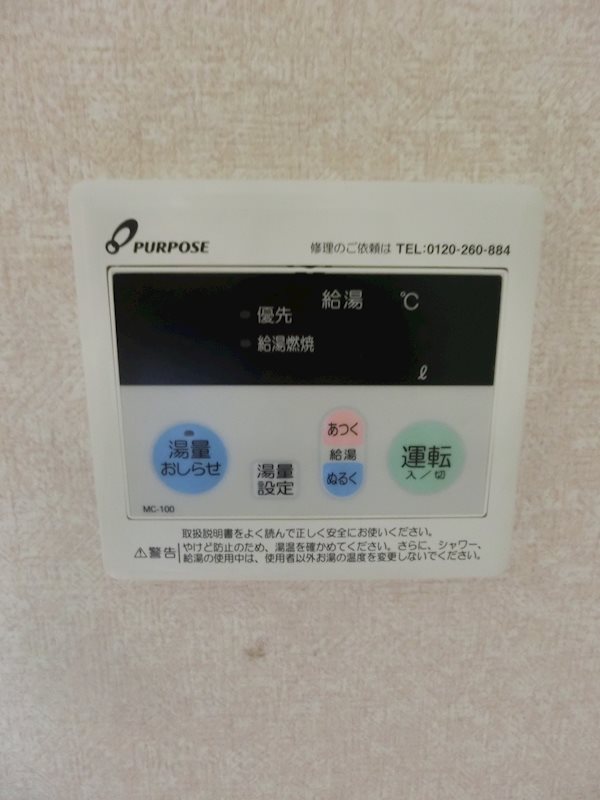 PURPOSE
修理のご依頼は TEL:0120-260-884
給湯 ℃
優先
給湯燃焼
ℓ
湯量
おしらせ
湯量
設定
あつく
給湯
ぬるく
運転
入／切
MC-100
取扱説明書をよく読んで正しく安全にお使いください。
⚠警告
やけど防止のため、湯温を確かめてください。さらに、シャワー、
給湯の使用中は、使用者以外お湯の温度を変更しないでください。